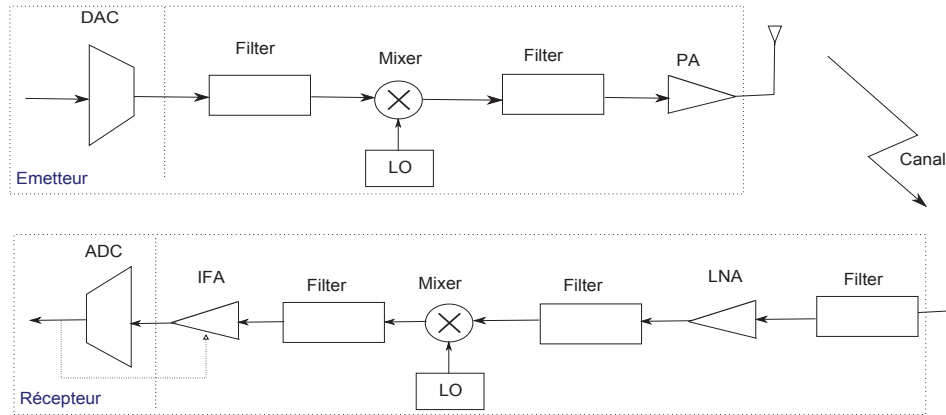 DAC
Filter
Mixer
Filter
PA
LO
Emetteur
Canal
ADC
IFA
Filter
Mixer
Filter
LNA
Filter
LO
Récepteur